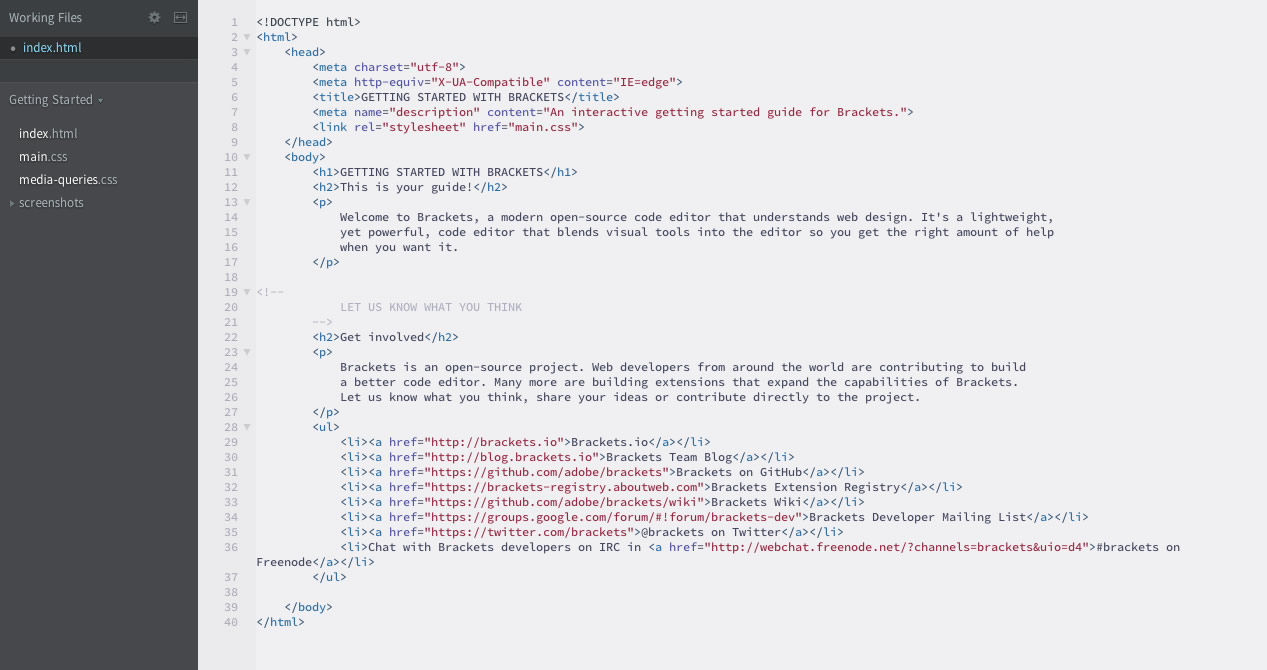 Working Files
index.html
Getting Started
index.html
main.css
media-queries.css
screenshots
1 <!DOCTYPE html>
2 <html>
3     <head>
4         <meta charset="utf-8">
5         <meta http-equiv="X-UA-Compatible" content="IE=edge">
6         <title>GETTING STARTED WITH BRACKETS</title>
7         <meta name="description" content="An interactive getting started guide for Brackets.">
8         <link rel="stylesheet" href="main.css">
9     </head>
10     <body>
11         <h1>GETTING STARTED WITH BRACKETS</h1>
12         <h2>This is your guide!</h2>
13         <p>
14             Welcome to Brackets, a modern open-source code editor that understands web design. It's a lightweight,
15             yet powerful, code editor that blends visual tools into the editor so you get the right amount of help
16             when you want it.
17         </p>
18
19 <!--
20             LET US KNOW WHAT YOU THINK
21         -->
22         <h2>Get involved</h2>
23         <p>
24             Brackets is an open-source project. Web developers from around the world are contributing to build
25             a better code editor. Many more are building extensions that expand the capabilities of Brackets.
26             Let us know what you think, share your ideas or contribute directly to the project.
27         </p>
28         <ul>
29             <li><a href="http://brackets.io">Brackets.io</a></li>
30             <li><a href="http://blog.brackets.io">Brackets Team Blog</a></li>
31             <li><a href="https://github.com/adobe/brackets">Brackets on GitHub</a></li>
32             <li><a href="https://brackets-registry.aboutweb.com">Brackets Extension Registry</a></li>
33             <li><a href="https://github.com/adobe/brackets/wiki">Brackets Wiki</a></li>
34             <li><a href="https://groups.google.com/forum/#!forum/brackets-dev">Brackets Developer Mailing List</a></li>
35             <li><a href="https://twitter.com/brackets">@brackets on Twitter</a></li>
36             <li>Chat with Brackets developers on IRC in <a href="http://webchat.freenode.net/?channels=brackets&uio=d4">#brackets on
Freenode</a></li>
37         </ul>
38
39     </body>
40 </html>